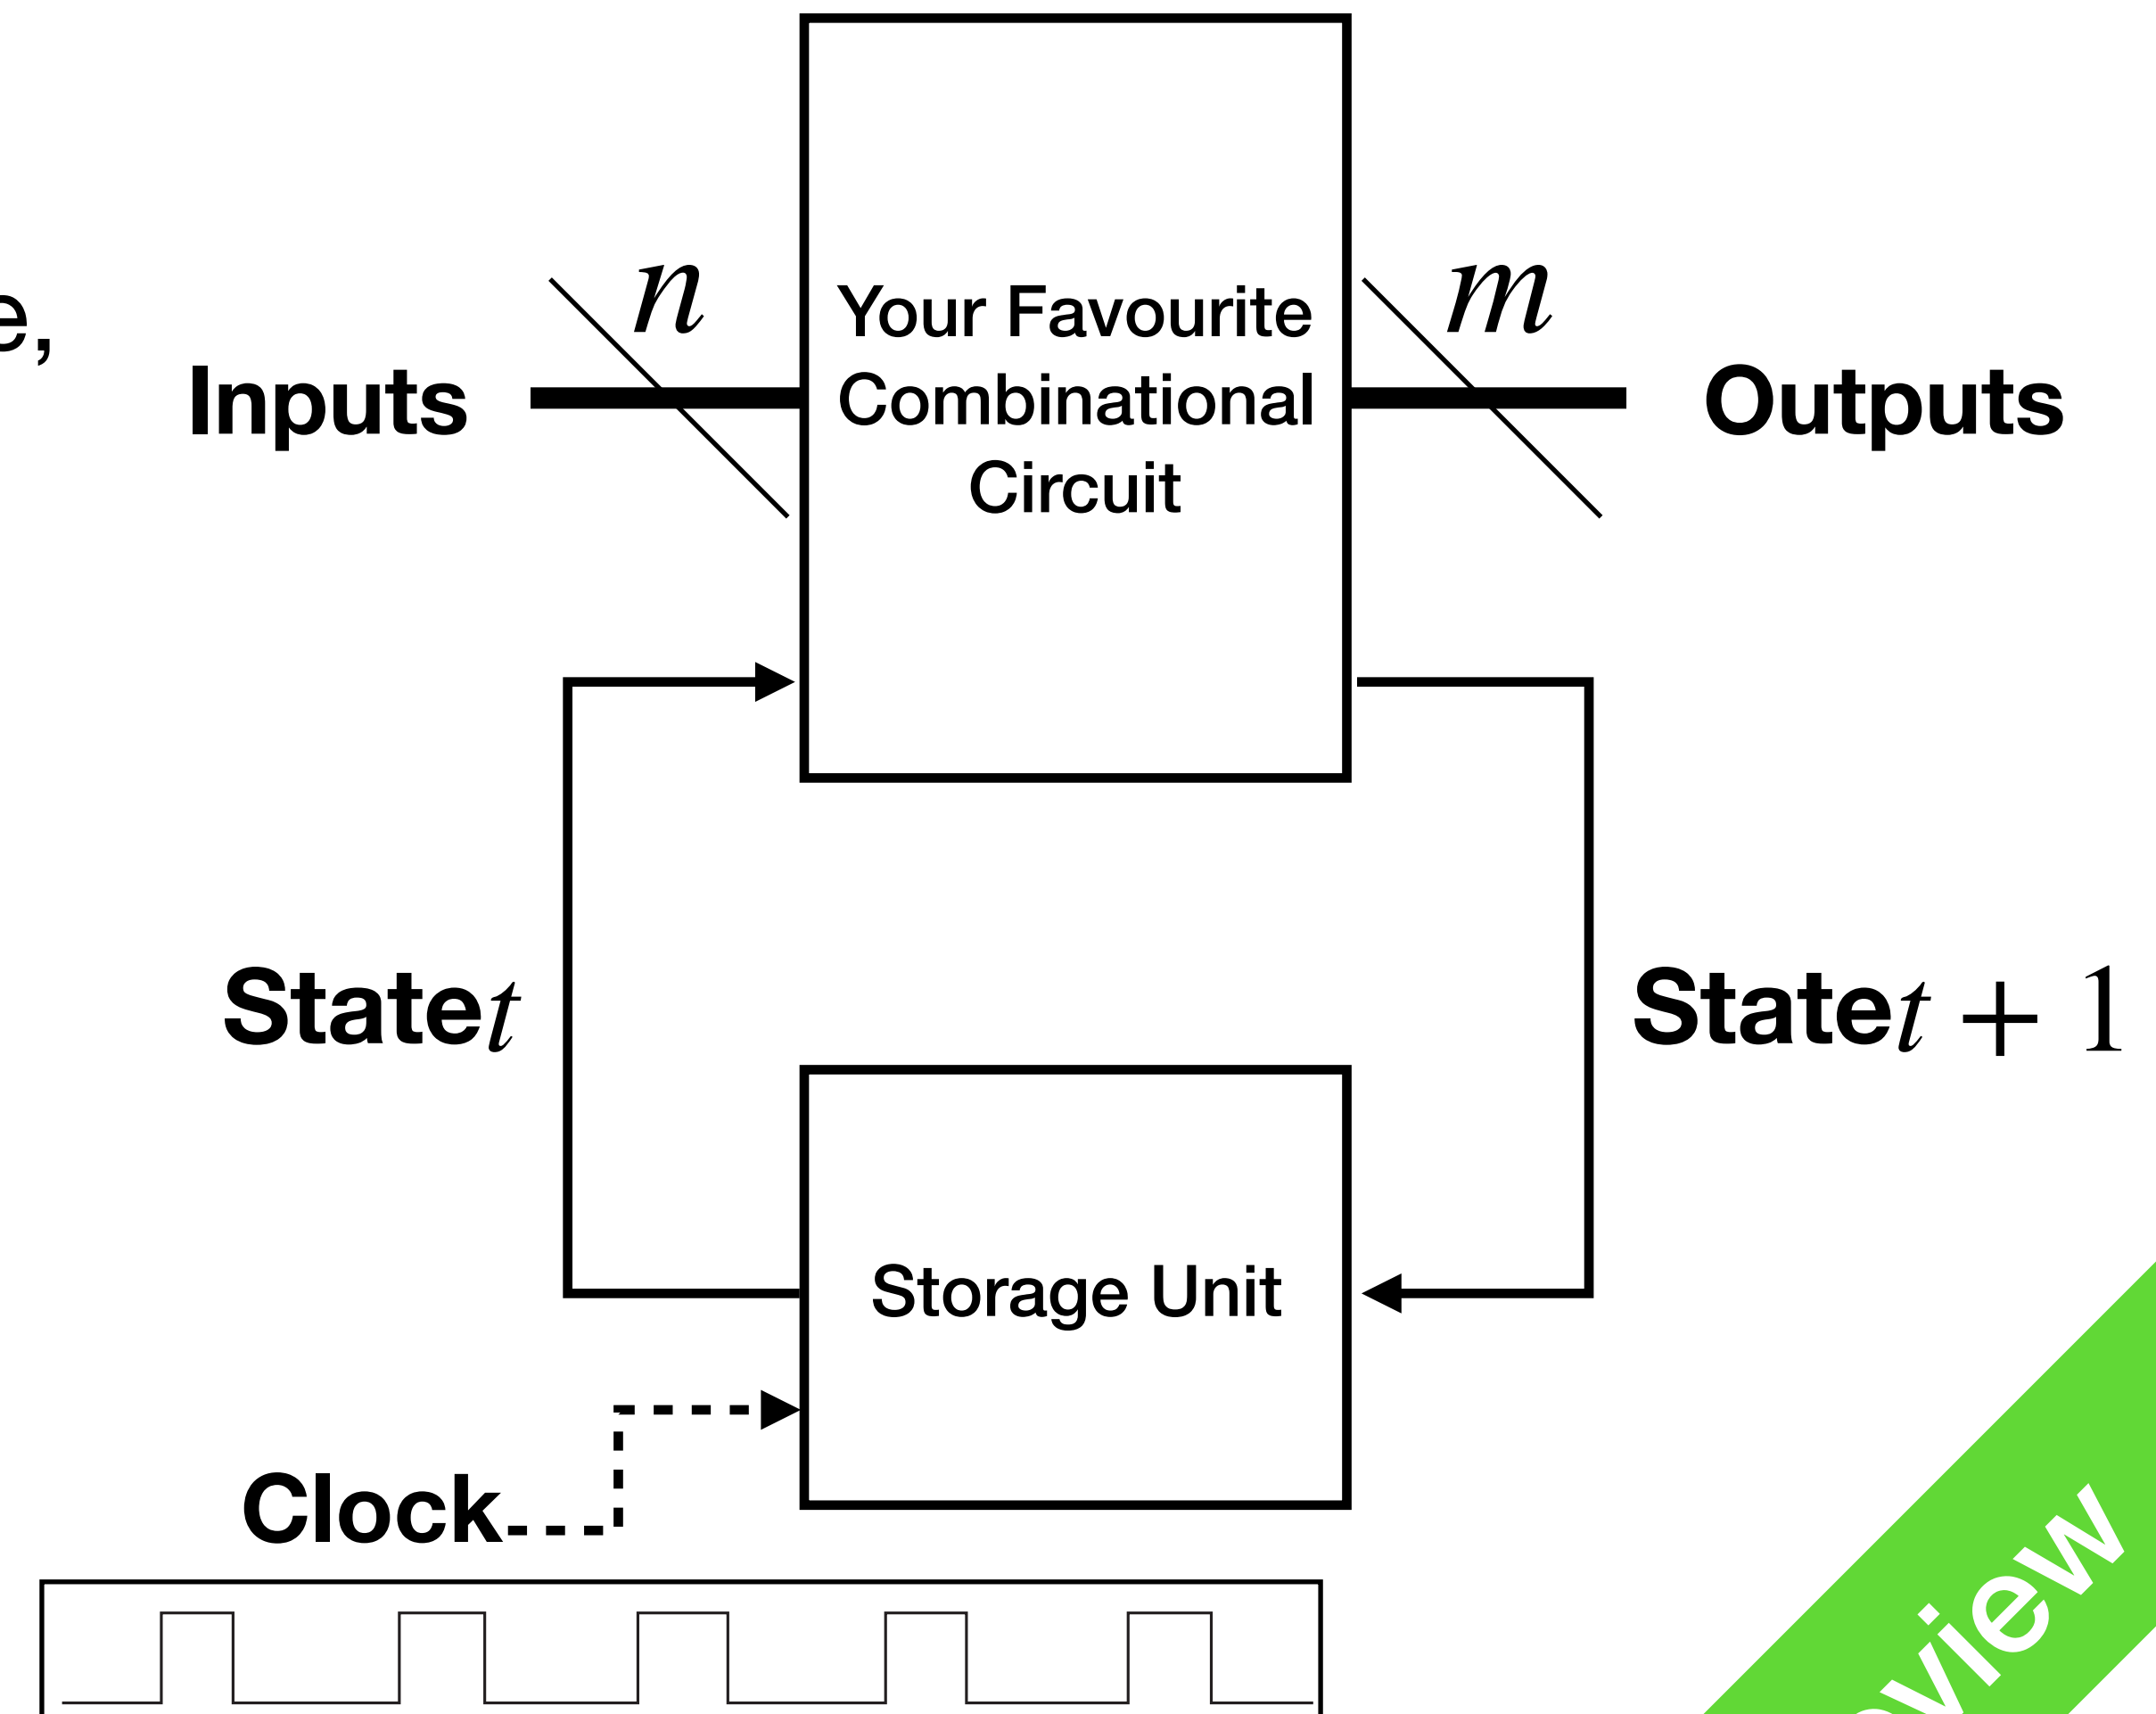 n
m
Your Favourite
Combinational
Circuit
Inputs
Outputs
State t
State t + 1
Storage Unit
Clock